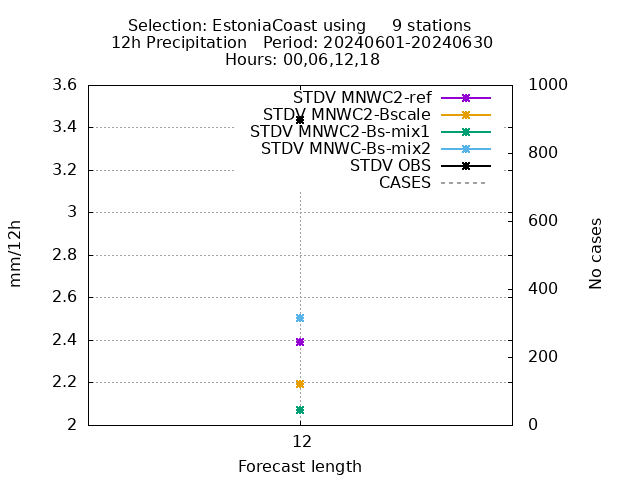 Selection: EstoniaCoast using 9 stations
12h Precipitation Period: 20240601-20240630
Hours: 00,06,12,18
STDV MNWC2-ref
STDV MNWC2-Bscale
STDV MNWC2-Bs-mix1
STDV MNWC-Bs-mix2
STDV OBS
CASES
3.6
3.4
3.2
3
2.8
2.6
2.4
2.2
2
mm/12h
1000
800
600
400
200
0
No cases
12
Forecast length